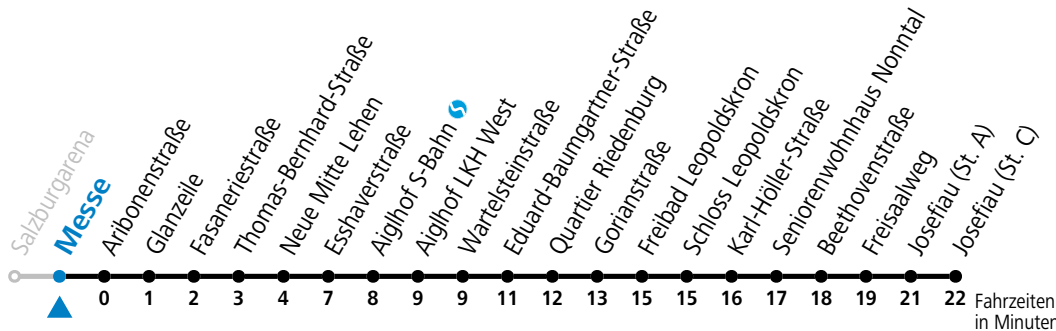 Salzburgarena
Messe
Aribonenstraße
Glanzeile
Fasaneriestraße
Thomas-Bernhard-Straße
Neue Mitte Lehen
Esshaverstraße
Aiglhof S-Bahn
Aiglhof LKH West
Wartelsteinstraße
Eduard-Baumgartner-Straße
Quartier Riedenburg
Gorianstraße
Freibad Leopoldskron
Schloss Leopoldskron
Karl-Höller-Straße
Seniorenwohnhaus Nonntal
Beethovenstraße
Freisaalweg
Josefiau (St. A)
Josefiau (St. C)
0 1 2 3 4 7 8 9 9 11 12 13 15 15 16 17 18 19 21 22
Fahrzeiten
in Minuten